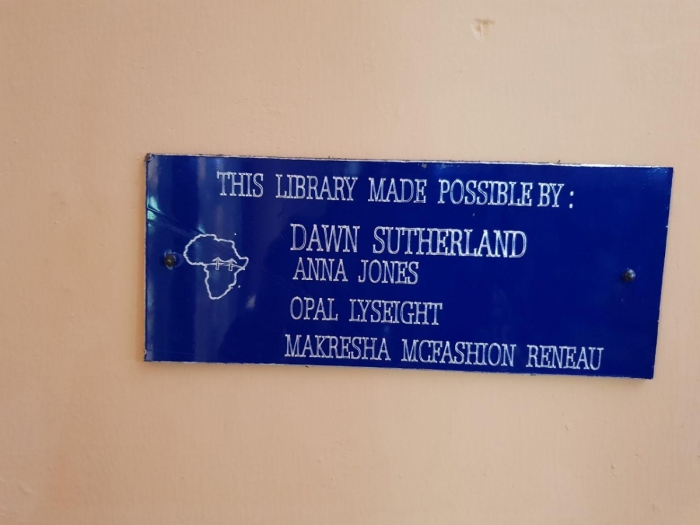 THIS LIBRARY MADE POSSIBLE BY :
DAWN SUTHERLAND
ANNA JONES
OPAL LYSEIGHT
MAKRESHA MCFASHION RENEAU